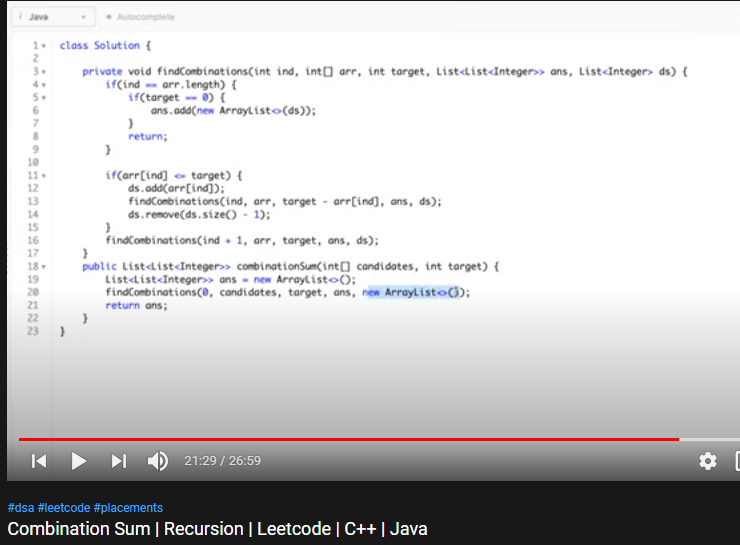 Java
Autocomplete
1 class Solution {
2
3 private void findCombinations(int ind, int[] arr, int target, List<List<Integer>> ans, List<Integer> ds) {
4 if(ind == arr.length) {
5 if(target == 0) {
6 ans.add(new ArrayList<>(ds));
7 }
8 return;
9 }
10
11 if(arr[ind] <= target) {
12 ds.add(arr[ind]);
13 findCombinations(ind, arr, target - arr[ind], ans, ds);
14 ds.remove(ds.size() - 1);
15 }
16 findCombinations(ind + 1, arr, target, ans, ds);
17 }
18 public List<List<Integer>> combinationSum(int[] candidates, int target) {
19 List<List<Integer>> ans = new ArrayList<>();
20 findCombinations(0, candidates, target, ans, new ArrayList<>());
21 return ans;
22 }
23 }
21:29 / 26:59
#dsa #leetcode #placements
Combination Sum | Recursion | Leetcode | C++ | Java